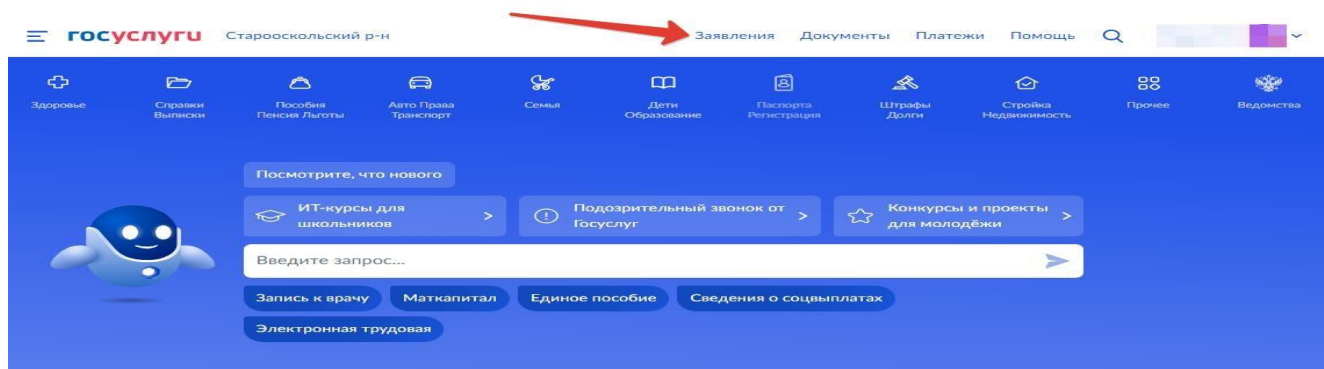 госуслуги Старооскольский р-н Заявления Документы Платежи Помощь
Здоровье
Справки
Выписки
Пособия
Пенсия Льготы
Авто Права
Транспорт
Семья
Дети
Образование
Паспорта
Регистрация
Штрафы
Долги
Стройка
Недвижимость
Прочее
Ведомства
Посмотрите, что нового
ИТ-курсы для
школьников
Подозрительный звонок от
Госуслуг
Конкурсы и проекты
для молодёжи
Введите запрос...
Запись к врачу Маткапитал Единое пособие Сведения о соцвыплатах
Электронная трудовая